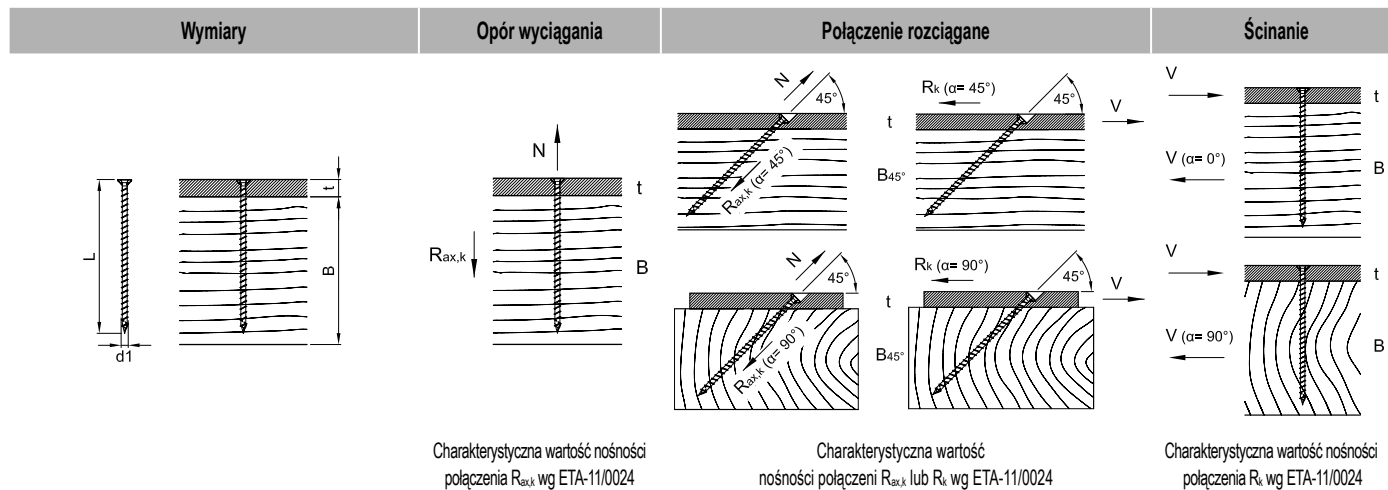 Wymiary
Opór wyciągania
Połączenie rozciągane
Ścinanie
L
d1
t
B
N
Rax,k
t
B
N
45°
Rax,k (α= 45°)
t
B45°
Rk (α= 45°)
45°
V
N
45°
Rax,k (α= 90°)
t
B45°
Rk (α= 90°)
45°
V
V
V (α= 0°)
t
B
V
V (α= 90°)
t
B
Charakterystyczna wartość nośności
połączenia Rax,k wg ETA-11/0024
Charakterystyczna wartość
nośności połączeni Rax,k lub Rk wg ETA-11/0024
Charakterystyczna wartość nośności
połączenia Rk wg ETA-11/0024